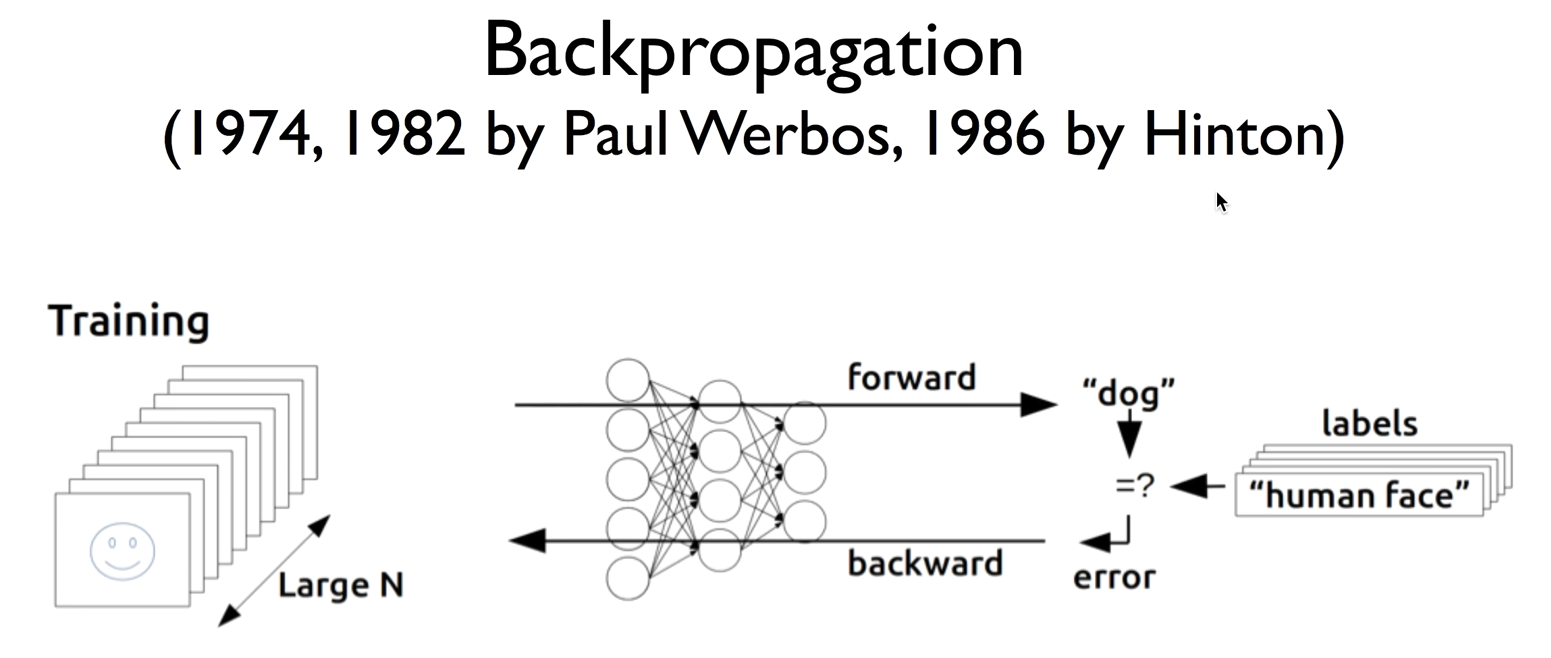 Backpropagation
(1974, 1982 by Paul Werbos, 1986 by Hinton)
Training
Large N
forward
backward
“dog”
=?
error
labels
“human face”